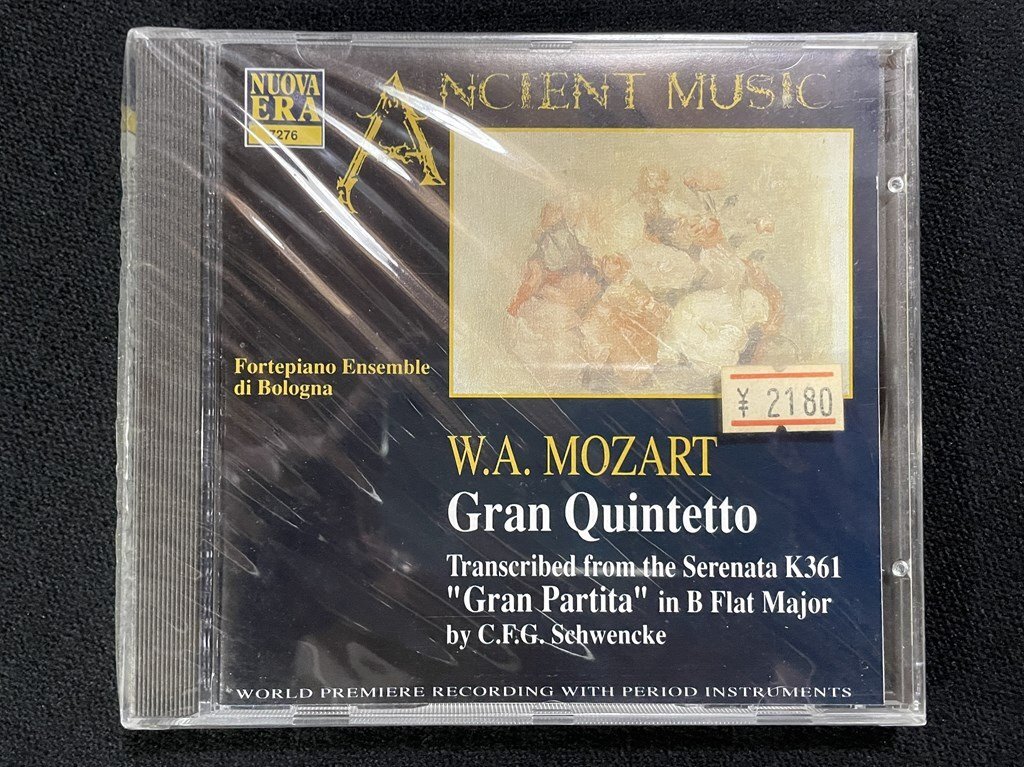 NUOVA
ERA
7276
ANCIENT MUSIC
Fortepiano Ensemble
di Bologna
¥ 2180
W.A. MOZART
Gran Quintetto
Transcribed from the Serenata K361
"Gran Partita" in B Flat Major
by C.F.G. Schwencke
WORLD PREMIERE RECORDING WITH PERIOD INSTRUMENTS